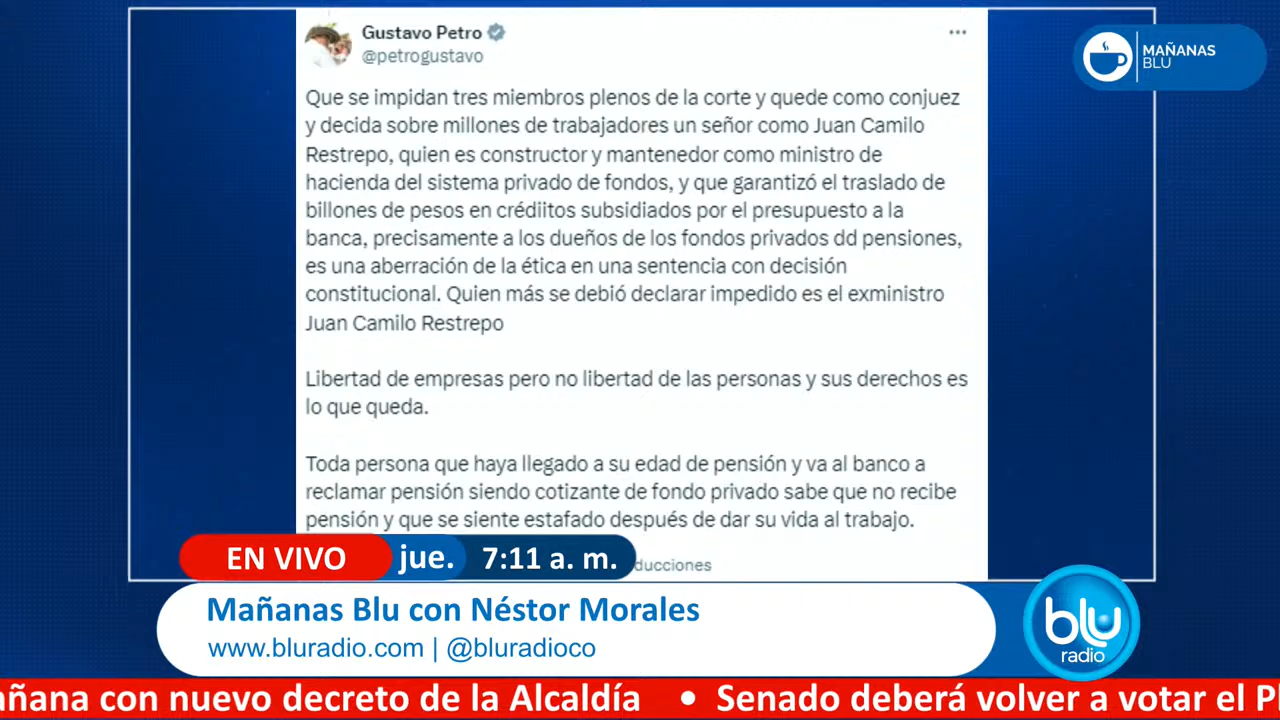 Gustavo Petro
@petrogustavo
MAÑANAS
BLU
Que se impidan tres miembros plenos de la corte y quede como conjuez
y decida sobre millones de trabajadores un señor como Juan Camilo
Restrepo, quien es constructor y mantenedor como ministro de
hacienda del sistema privado de fondos, y que garantizó el traslado de
billones de pesos en crédiitos subsidiados por el presupuesto a la
banca, precisamente a los dueños de los fondos privados dd pensiones,
es una aberración de la ética en una sentencia con decisión
constitucional. Quien más se debió declarar impedido es el exministro
Juan Camilo Restrepo
Libertad de empresas pero no libertad de las personas y sus derechos es
lo que queda.
Toda persona que haya llegado a su edad de pensión y va al banco a
reclamar pensión siendo cotizante de fondo privado sabe que no recibe
pensión y que se siente estafado después de dar su vida al trabajo.
ducciones
EN VIVO jue. 7:11 a. m.
Mañanas Blu con Néstor Morales
www.bluradio.com | @bluradioco
blu
radio
añana con nuevo decreto de la Alcaldía • Senado deberá volver a votar el P